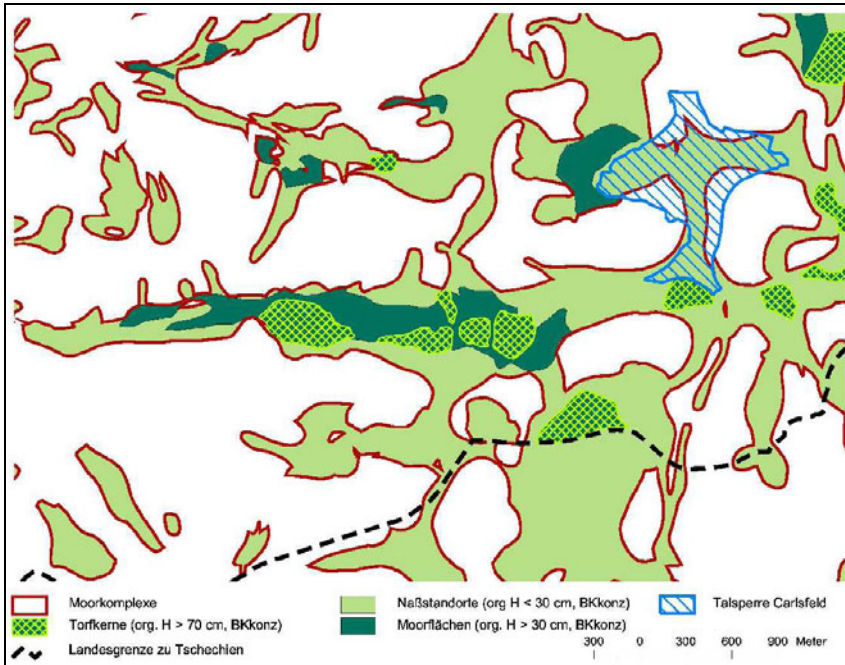 Moorkomplexe Naßstandorte (org H < 30 cm, BKkonz) Talsperre Carlsfeld
Torfkerne (org. H > 70 cm, BKkonz) Moorflächen (org H > 30 cm, BKkonz)
Landesgrenze zu Tschechien 300 0 300 600 900 Meter